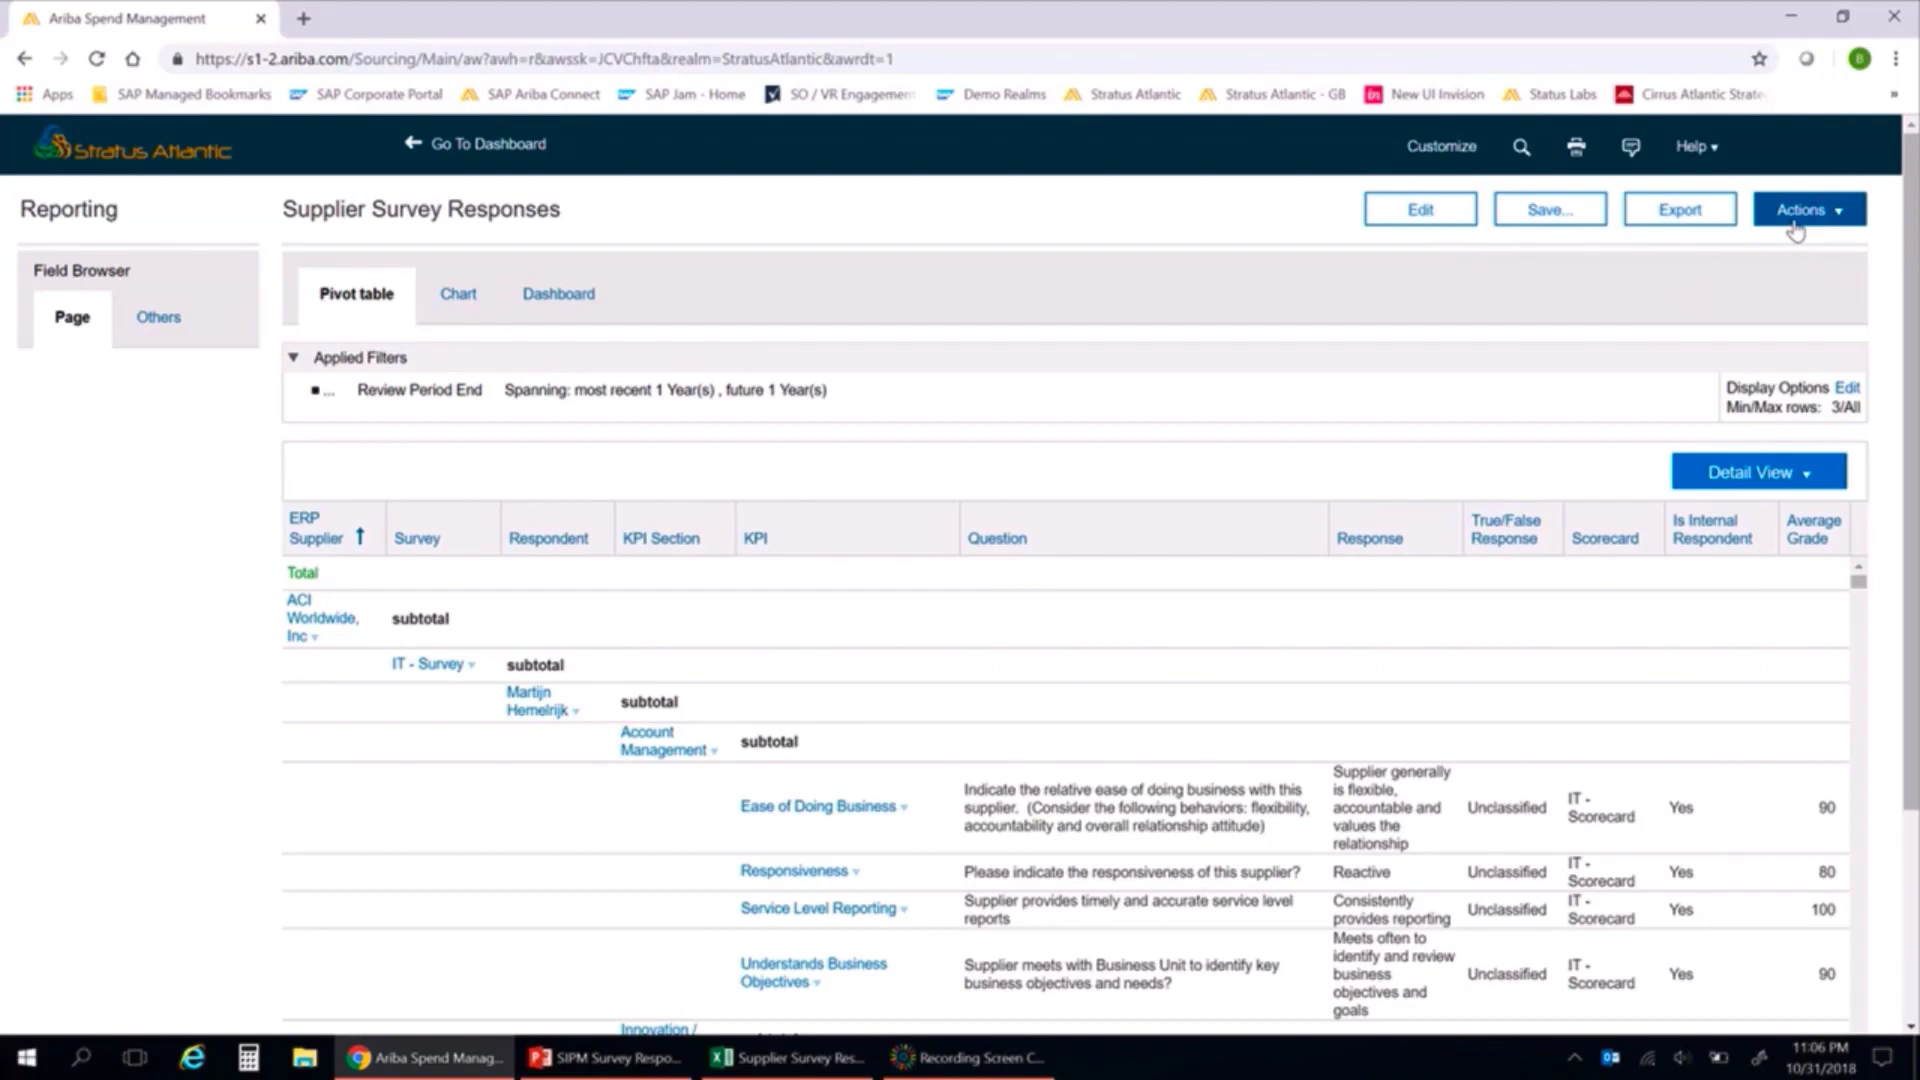 Ariba Spend Management
https://s1-2.ariba.com/Sourcing/Main/aw?awh=r&awssk=JCVChfta&realm=StratusAtlantic&awrdt=1
B
Apps SAP Managed Bookmarks SAP Corporate Portal SAP Ariba Connect SAP Jam - Home SO / VR Engagement Demo Realms Stratus Atlantic Stratus Atlantic - GB New UI Invision Status Labs Cirrus Atlantic Strate
Stratus Atlantic
Go To Dashboard
Customize
Help
Reporting
Supplier Survey Responses
Edit
Save...
Export
Actions
Field Browser
Page
Others
Pivot table
Chart
Dashboard
Applied Filters
... Review Period End Spanning: most recent 1 Year(s) , future 1 Year(s)
Display Options Edit
Min/Max rows: 3/All
Detail View
ERP
Supplier
Survey
Respondent
KPI Section
KPI
Question
Response
True/False
Response
Scorecard
Is Internal
Respondent
Average
Grade
Total
ACI
Worldwide,
Inc
subtotal
IT - Survey
subtotal
Martijn
Hemelrijk
subtotal
Account
Management
subtotal
Ease of Doing Business
Indicate the relative ease of doing business with this
supplier. (Consider the following behaviors: flexibility,
accountability and overall relationship attitude)
Supplier generally
is flexible,
accountable and
values the
relationship
Unclassified
IT -
Scorecard
Yes
90
Responsiveness
Please indicate the responsiveness of this supplier?
Reactive
Unclassified
IT -
Scorecard
Yes
80
Service Level Reporting
Supplier provides timely and accurate service level
reports
Consistently
provides reporting
Unclassified
IT -
Scorecard
Yes
100
Understands Business
Objectives
Supplier meets with Business Unit to identify key
business objectives and needs?
Meets often to
identify and review
business
objectives and
goals
Unclassified
IT -
Scorecard
Yes
90
Innovation /
Ariba Spend Manag...
SIPM Survey Respo...
Supplier Survey Res...
Recording Screen C...
11:06 PM
10/31/2018